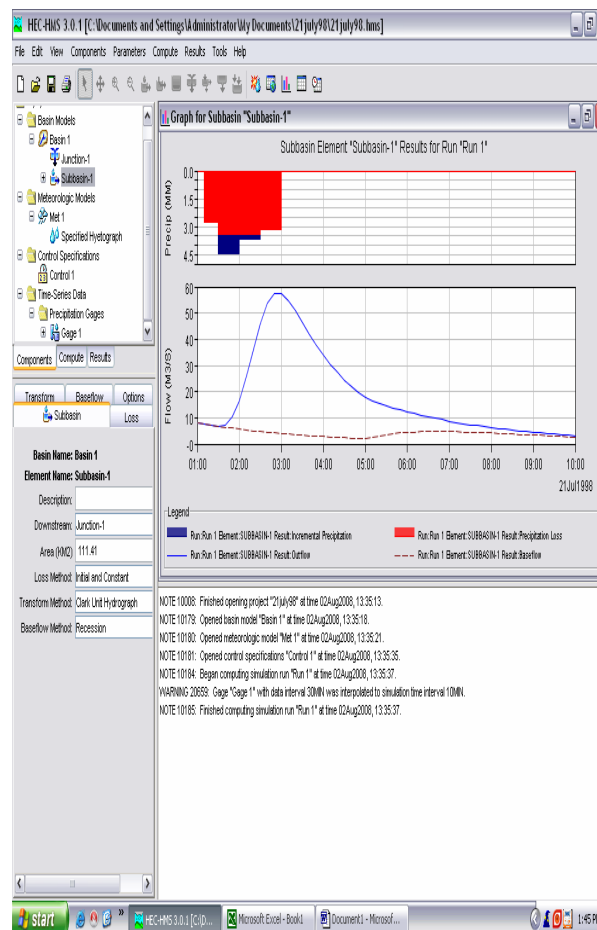 HEC-HMS 3.0.1 [C:\Documents and Settings\Administrator\My Documents\21july98\21july98.hms]
File Edit View Components Parameters Compute Results Tools Help
Basin Models
Basin 1
Junction-1
Subbasin-1
Meteorologic Models
Met 1
Specified Hyetograph
Control Specifications
Control 1
Time-Series Data
Precipitation Gages
Gage 1
Components Compute Results
Transform Baseflow Options
Subbasin Loss
Basin Name: Basin 1
Element Name: Subbasin-1
Description:
Downstream: Junction-1
Area (KM2) 111.41
Loss Method: Initial and Constant
Transform Method: Clark Unit Hydrograph
Baseflow Method: Recession
Graph for Subbasin "Subbasin-1"
Subbasin Element "Subbasin-1" Results for Run "Run 1"
Precip (MM)
0.0
1.5
3.0
4.5
Flow (M3/S)
60
50
40
30
20
10
-0
01:00 02:00 03:00 04:00 05:00 06:00 07:00 08:00 09:00 10:00
21Jul1998
Legend
Run:Run 1 Element:SUBBASIN-1 Result:Incremental Precipitation
Run:Run 1 Element:SUBBASIN-1 Result:Precipitation Loss
Run:Run 1 Element:SUBBASIN-1 Result:Outflow
Run:Run 1 Element:SUBBASIN-1 Result:Baseflow
NOTE 10008: Finished opening project "21july98" at time 02Aug2008, 13:35:13.
NOTE 10179: Opened basin model "Basin 1" at time 02Aug2008, 13:35:18.
NOTE 10180: Opened meteorologic model "Met 1" at time 02Aug2008, 13:35:21.
NOTE 10181: Opened control specifications "Control 1" at time 02Aug2008, 13:35:35.
NOTE 10184: Began computing simulation run "Run 1" at time 02Aug2008, 13:35:37.
WARNING 20659: Gage "Gage 1" with data interval 30MIN was interpolated to simulation time interval 10MIN.
NOTE 10185: Finished computing simulation run "Run 1" at time 02Aug2008, 13:35:37.
start
HEC-HMS 3.0.1 [C:\D...
Microsoft Excel - Book1
Document1 - Microsof...
1:45 P